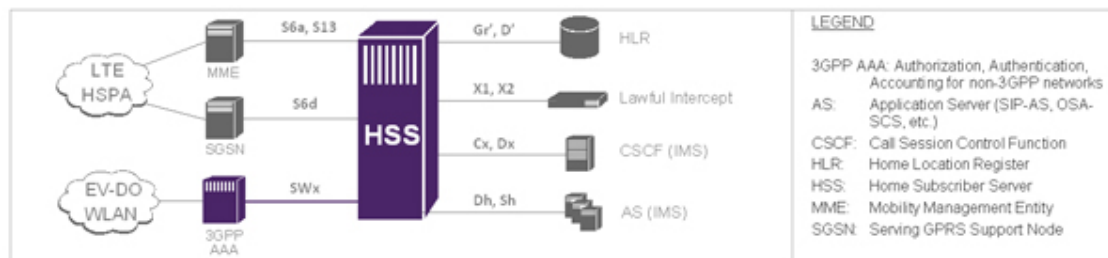 LTE
HSPA
MME
S6a, S13
SGSN
S6d
EV-DO
WLAN
3GPP
AAA
SWx
HSS
Gr', D'
HLR
X1, X2
Lawful Intercept
Cx, Dx
CSCF (IMS)
Dh, Sh
AS (IMS)
LEGEND
3GPP AAA: Authorization, Authentication,
Accounting for non-3GPP networks
AS: Application Server (SIP-AS, OSA-
SCS, etc.)
CSCF: Call Session Control Function
HLR: Home Location Register
HSS: Home Subscriber Server
MME: Mobility Management Entity
SGSN: Serving GPRS Support Node